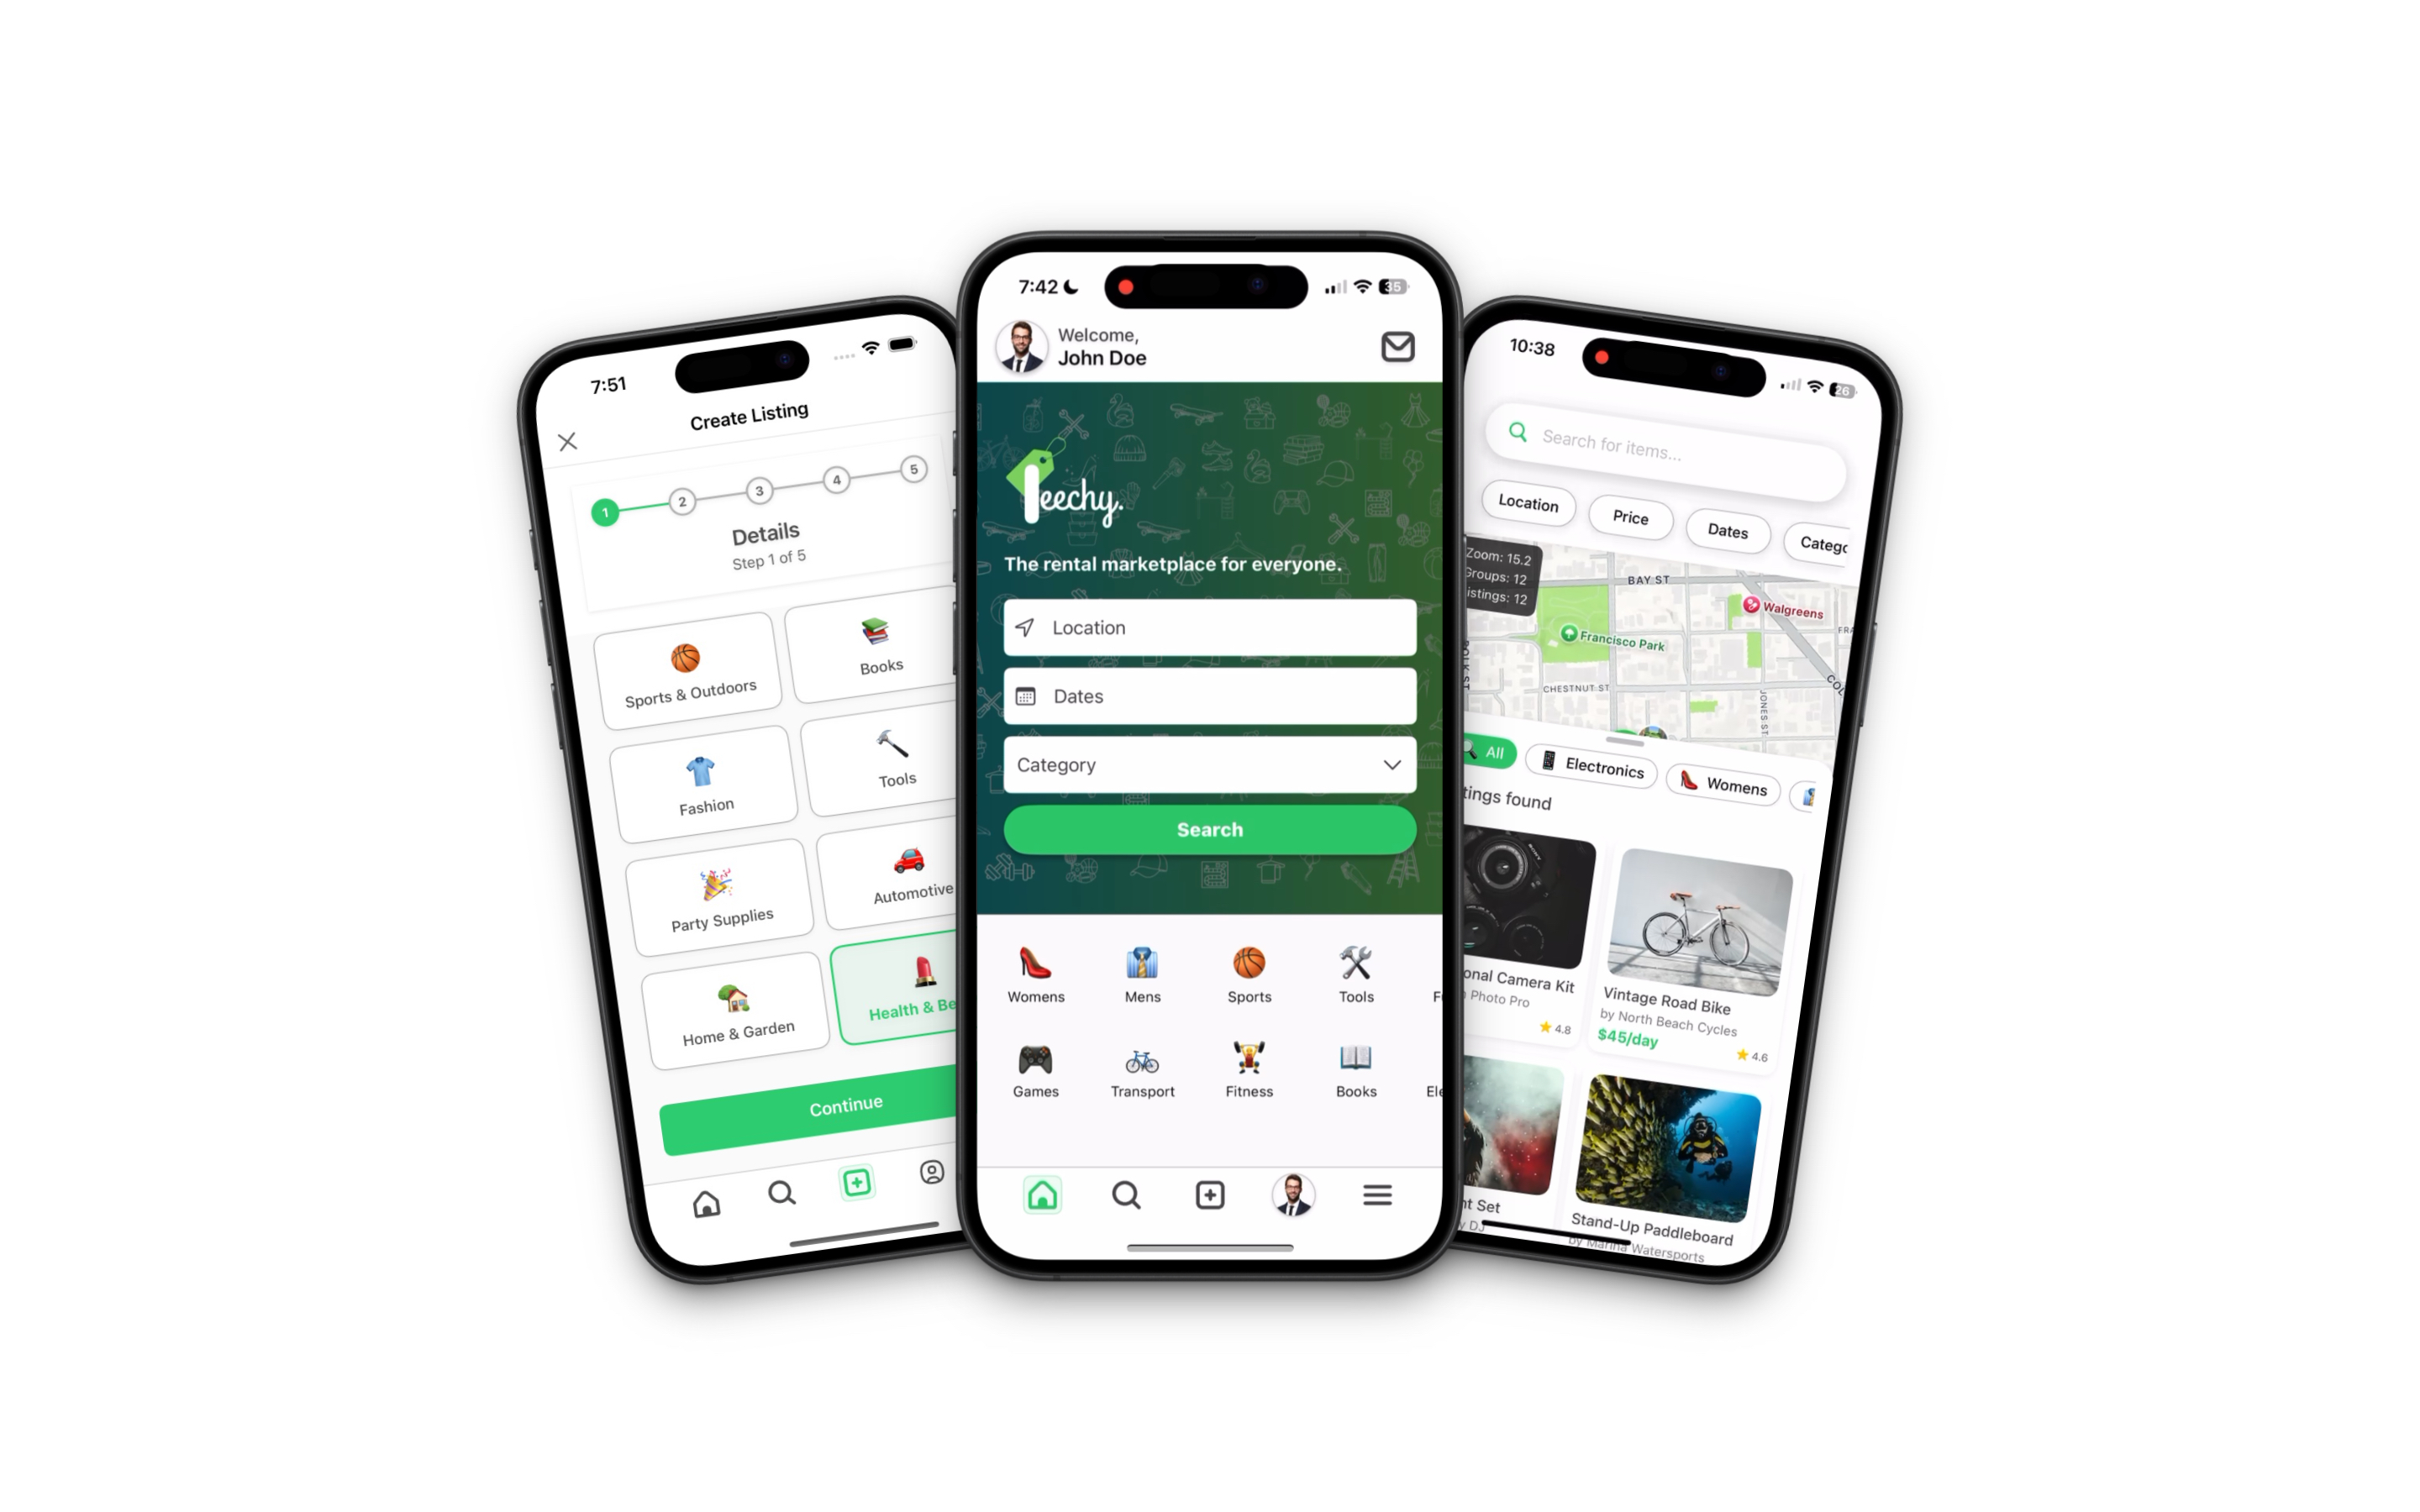 7:51
Create Listing
1
2
3
4
5
Details
Step 1 of 5
Sports & Outdoors
Books
Fashion
Tools
Party Supplies
Automotive
Home & Garden
Health & Be
Continue
7:42
35
Welcome,
John Doe
leechy.
The rental marketplace for everyone.
Location
Dates
Category
Search
Womens
Mens
Sports
Tools
Games
Transport
Fitness
Books
10:38
26
Search for items...
Location
Price
Dates
Catego
Zoom: 15.2
Groups: 12
istings: 12
BAY ST
Walgreens
Francisco Park
CHESTNUT ST
JONES ST
All
Electronics
Womens
tings found
onal Camera Kit
Photo Pro
4.8
Vintage Road Bike
by North Beach Cycles
$45/day
4.6
nt Set
y DJ
Stand-Up Paddleboard
by Marina Watersports